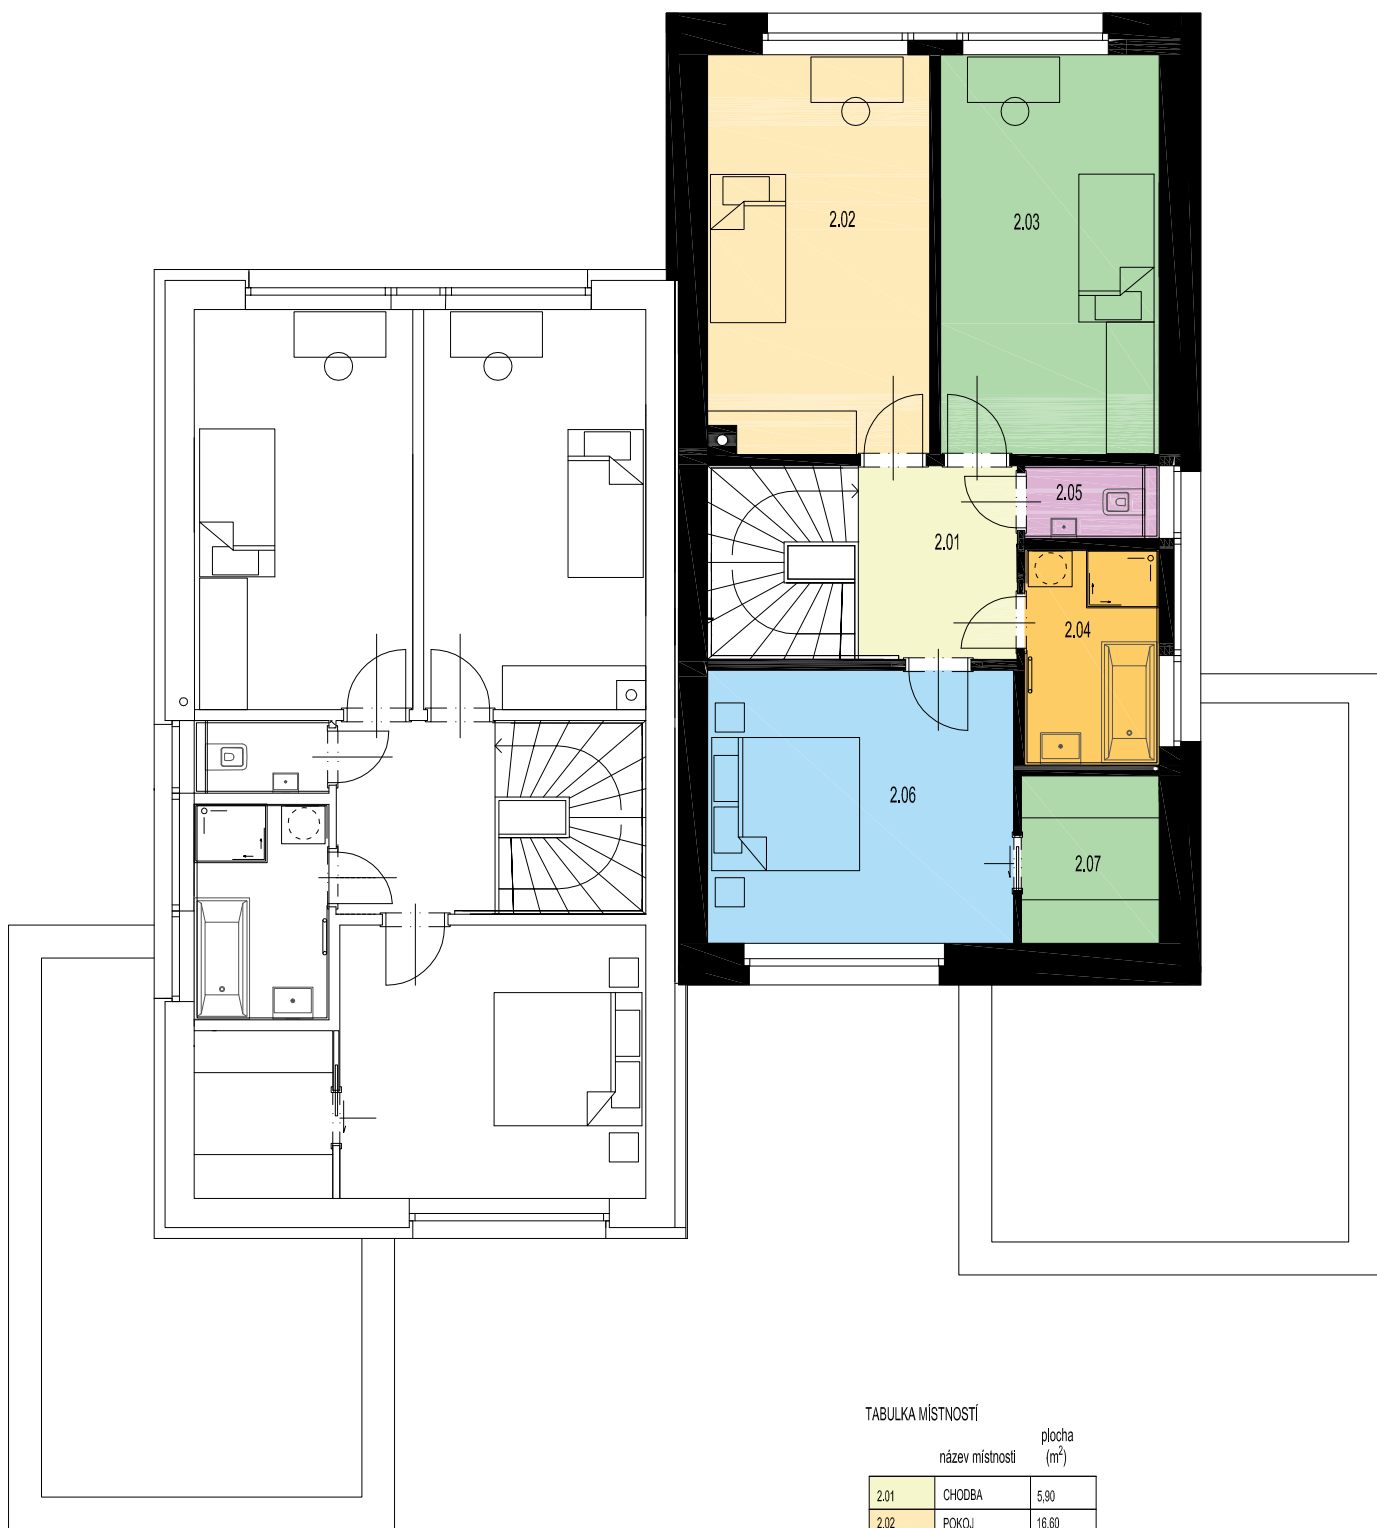 2.02
2.03
2.05
2.01
2.04
2.06
2.07
TABULKA MÍSTNOSTÍ
název místnosti
plocha (m²)
2.01 CHODBA 5,90
2.02 POKOJ 16,60